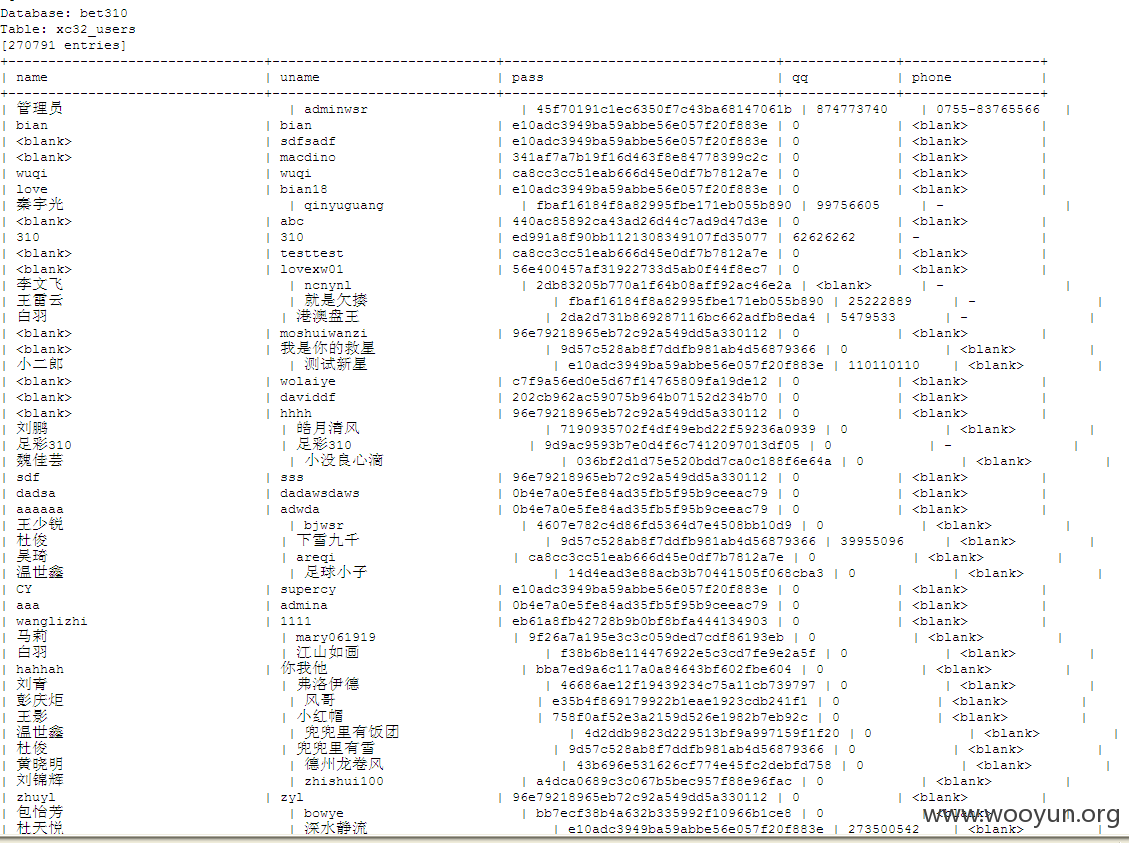 Database: bet310
Table: xc32_users
[270791 entries]
| name | uname | pass | qq | phone |
| 管理员 | adminwsr | 45f70191c1ec6350f7c43ba68147061b | 874773740 | 0755-83765566 |
| bian | bian | e10adc3949ba59abbe56e057f20f883e | 0 | <blank> |
| <blank> | sdfsadf | e10adc3949ba59abbe56e057f20f883e | 0 | <blank> |
| <blank> | macdino | 341af7a7b19f16d463f8e84778399c2c | 0 | <blank> |
| wuqi | wuqi | ca8cc3cc51eab666d45e0df7b7812a7e | 0 | <blank> |
| love | bian18 | e10adc3949ba59abbe56e057f20f883e | 0 | <blank> |
| 秦宇光 | qinyuguang | fbaf16184f8a82995fbe171eb055b890 | 99756605 | - |
| <blank> | abc | 440ac85892ca43ad26d44c7ad9d47d3e | 0 | <blank> |
| 310 | 310 | ed991a8f90bb1121308349107fd35077 | 62626262 | - |
| <blank> | testtest | ca8cc3cc51eab666d45e0df7b7812a7e | 0 | <blank> |
| <blank> | lovexw01 | 56e400457af31922733d5ab0f44f8ec7 | 0 | <blank> |
| 李文飞 | ncnynl | 2db83205b770a1f64b08aff92ac46e2a | <blank> | - |
| 王雷云 | 就是欠揍 | fbaf16184f8a82995fbe171eb055b890 | 25222889 | - |
| 白羽 | 港澳盘王 | 2da2d731b869287116bc662adfb8eda4 | 5479533 | - |
| <blank> | moshuiwanzi | 96e79218965eb72c92a549dd5a330112 | 0 | <blank> |
| <blank> | 我是你的救星 | 9d57c528ab8f7ddfb981ab4d56879366 | 0 | <blank> |
| 小二郎 | 测试新星 | e10adc3949ba59abbe56e057f20f883e | 110110110 | <blank> |
| <blank> | wolaiye | c7f9a56ed0e5d67f14765809fa19de12 | 0 | <blank> |
| <blank> | daviddf | 202cb962ac59075b964b07152d234b70 | 0 | <blank> |
| <blank> | hhhh | 96e79218965eb72c92a549dd5a330112 | 0 | <blank> |
| 刘鹏 | 皓月清风 | 7190935702f4df49ebd22f59236a0939 | 0 | <blank> |
| 足彩310 | 足彩310 | 9d9ac9593b7e0d4f6c7412097013df05 | 0 | - |
| 魏佳芸 | 小没良心滴 | 036bf2d1d75e520bdd7ca0c188f6e64a | 0 | <blank> |
| sdf | sss | 96e79218965eb72c92a549dd5a330112 | 0 | <blank> |
| dadsa | dadawsdaws | 0b4e7a0e5fe84ad35fb5f95b9ceeac79 | 0 | <blank> |
| aaaaaa | adwda | 0b4e7a0e5fe84ad35fb5f95b9ceeac79 | 0 | <blank> |
| 王少锐 | bjwsr | 4607e782c4d86fd5364d7e4508bb10d9 | 0 | <blank> |
| 杜俊 | 下雪九千 | 9d57c528ab8f7ddfb981ab4d56879366 | 39955096 | <blank> |
| 吴琦 | areqi | ca8cc3cc51eab666d45e0df7b7812a7e | 0 | <blank> |
| 温世鑫 | 足球小子 | 14d4ead3e88acb3b70441505f068cba3 | 0 | <blank> |
| CY | supercy | e10adc3949ba59abbe56e057f20f883e | 0 | <blank> |
| aaa | admina | 0b4e7a0e5fe84ad35fb5f95b9ceeac79 | 0 | <blank> |
| wanglizhi | 1111 | eb61a8fb42728b9b0bf8bfa444134903 | 0 | <blank> |
| 马莉 | mary061919 | 9f26a7a195e3c3c059ded7cdf86193eb | 0 | <blank> |
| 白羽 | 江山如画 | f38b6b8e114476922e5c3cd7fe9e2a5f | 0 | <blank> |
| hahhah | 你我他 | bba7ed9a6c117a0a84643bf602fbe604 | 0 | <blank> |
| 刘青 | 弗洛伊德 | 46686ae12f19439234c75a11cb739797 | 0 | <blank> |
| 彭庆炬 | 风哥 | e35b4f869179922b1eae1923cdb241f1 | 0 | <blank> |
| 王影 | 小红帽 | 758f0af52e3a2159d526e1982b7eb92c | 0 | <blank> |
| 温世鑫 | 兜兜里有饭团 | 4d2ddb9823d229513bf9a997159f1f20 | 0 | <blank> |
| 杜俊 | 兜兜里有雪 | 9d57c528ab8f7ddfb981ab4d56879366 | 0 | <blank> |
| 黄晓明 | 德州龙卷风 | 43b696e531626cf774e45fc2debfd758 | 0 | <blank> |
| 刘锦辉 | zhishui100 | a4dca0689c3c067b5bec957f88e96fac | 0 | <blank> |
| zhuyl | zyl | 96e79218965eb72c92a549dd5a330112 | 0 | <blank> |
| 包怡芳 | bowye | bb7ecf38b4a632b335992f10966b1ce8 | 0 | <blank> |
| 杜天悦 | 深水静流 | e10adc3949ba59abbe56e057f20f883e | 273500542 | <blank> |
www.wooyun.org